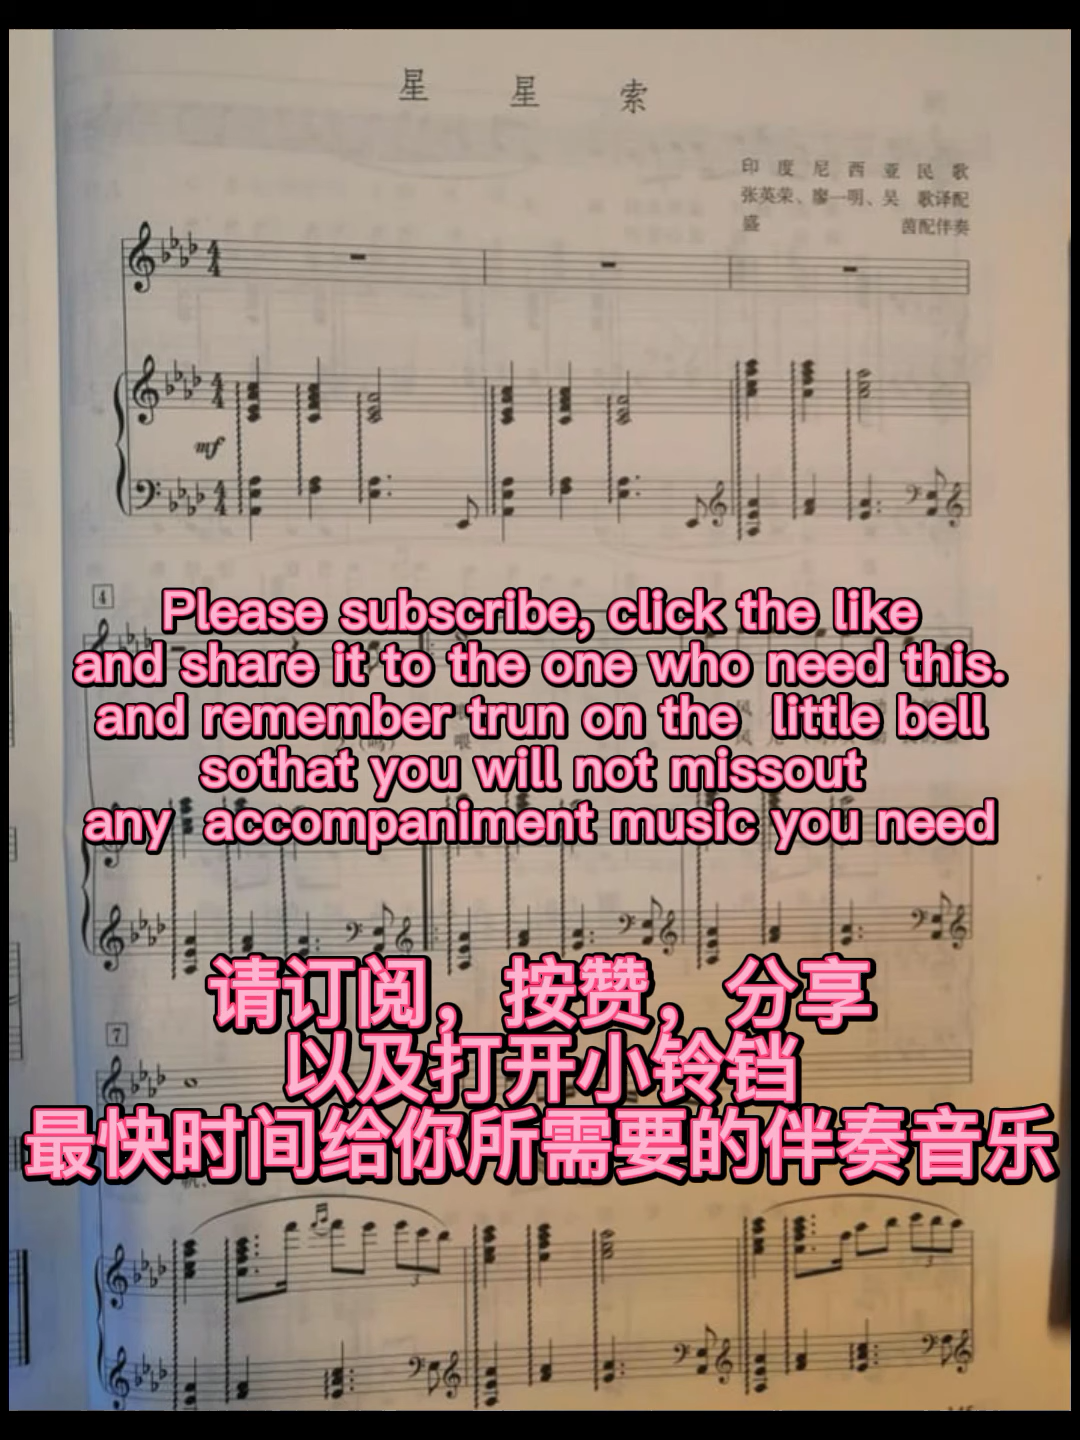 星 星 索
印 度 尼 西 亚 民 歌
张英荣、廖一明、吴 歌译配
盛 茵配伴奏
mf
4
Please subscribe, click the like
and share it to the one who need this.
and remember trun on the little bell
sothat you will not missout
any accompaniment music you need
请订阅，按赞，分享
以及打开小铃铛
最快时间给你所需要的伴奏音乐
7
3
3